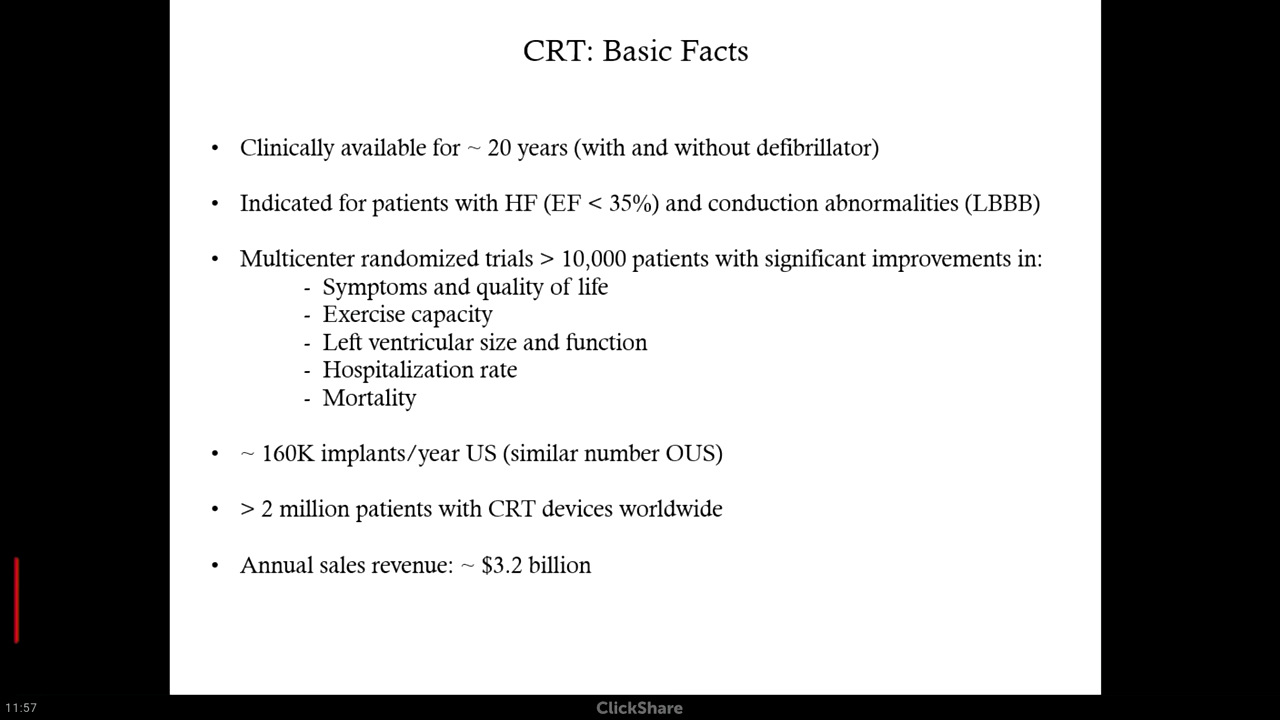 CRT: Basic Facts
• Clinically available for ~ 20 years (with and without defibrillator)
• Indicated for patients with HF (EF < 35%) and conduction abnormalities (LBBB)
• Multicenter randomized trials > 10,000 patients with significant improvements in:
- Symptoms and quality of life
- Exercise capacity
- Left ventricular size and function
- Hospitalization rate
- Mortality
• ~ 160K implants/year US (similar number OUS)
• > 2 million patients with CRT devices worldwide
• Annual sales revenue: ~ $3.2 billion
11:57
ClickShare